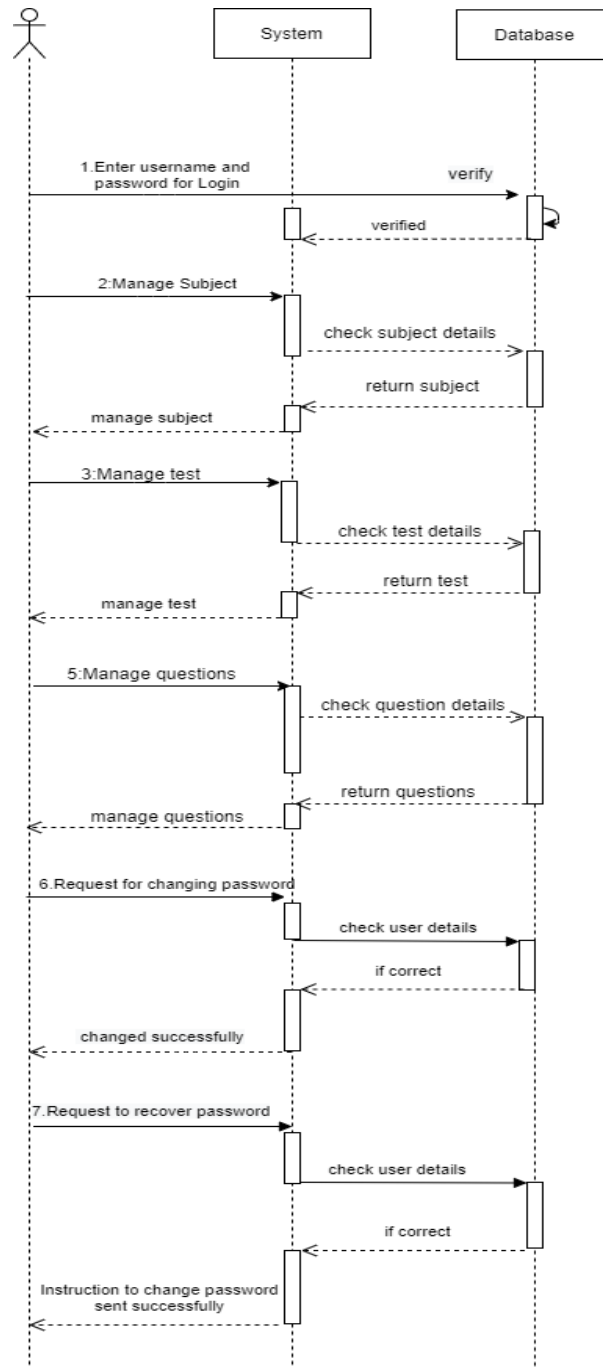 System
Database
1.Enter username and
password for Login
verify
verified
2:Manage Subject
check subject details
return subject
manage subject
3:Manage test
check test details
return test
manage test
5:Manage questions
check question details
return questions
manage questions
6.Request for changing password
check user details
if correct
changed successfully
7.Request to recover password
check user details
if correct
Instruction to change password
sent successfully